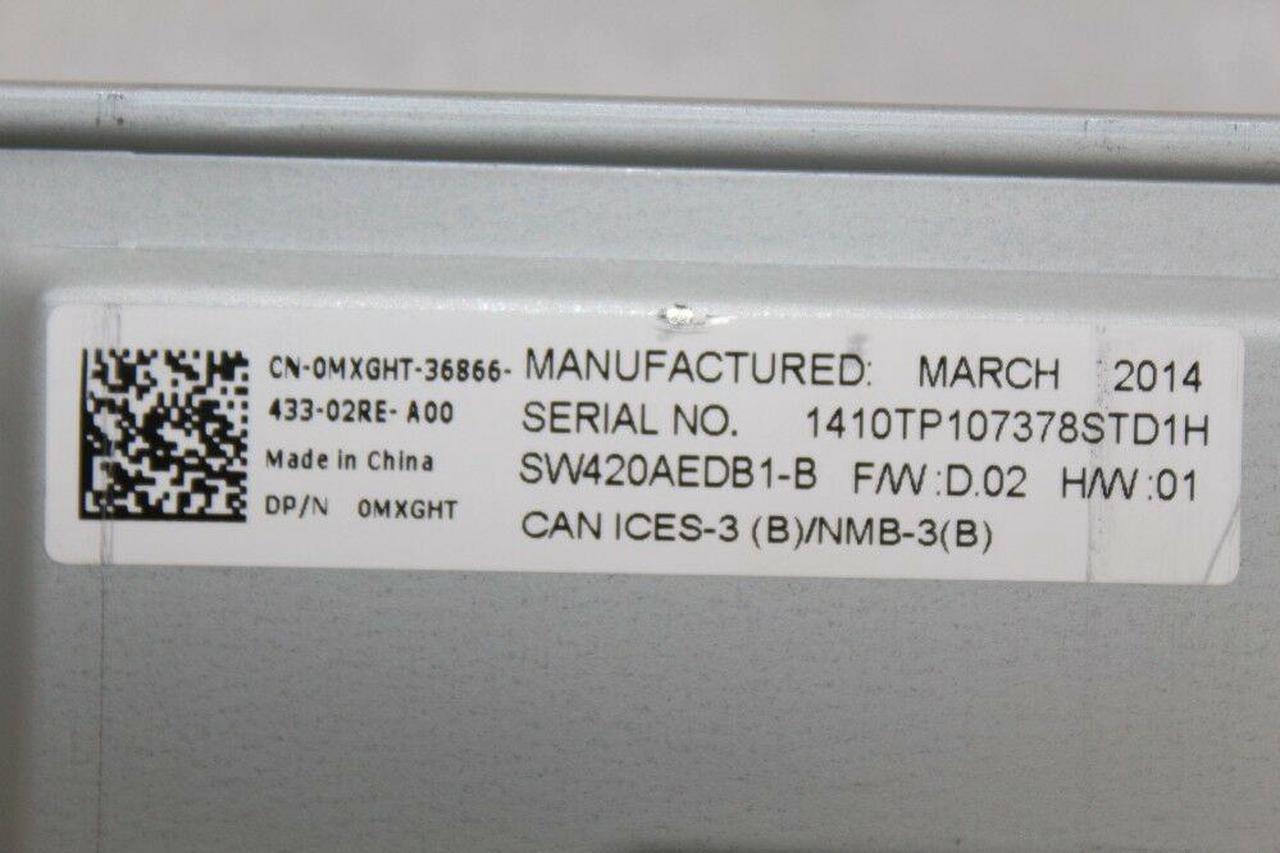 CN-0MXGHT-36866-
433-02RE- A00
Made in China
DP/N 0MXGHT
MANUFACTURED: MARCH 2014
SERIAL NO. 1410TP107378STD1H
SW420AEDB1-B F/W :D.02 H/W :01
CAN ICES-3 (B)/NMB-3(B)